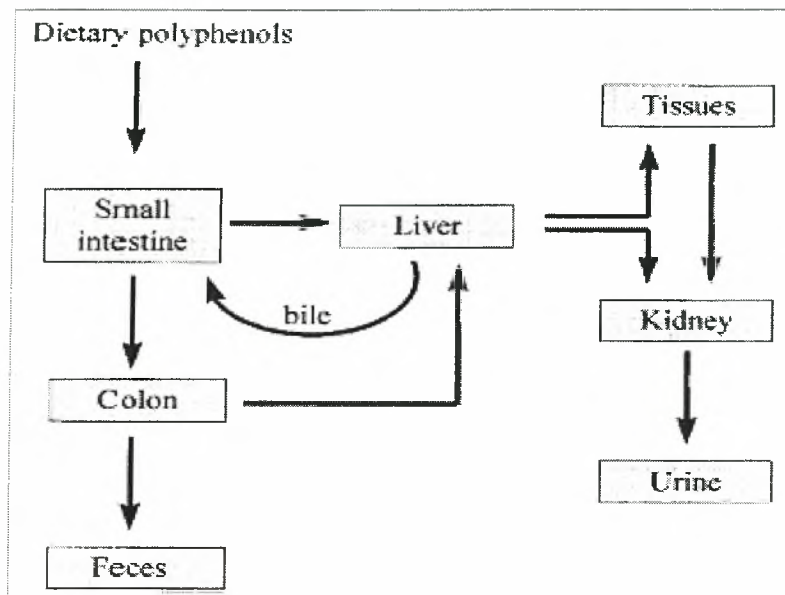 Dietary polyphenols
Tissues
Small
intestine
Liver
bile
Kidney
Colon
Urine
Feces